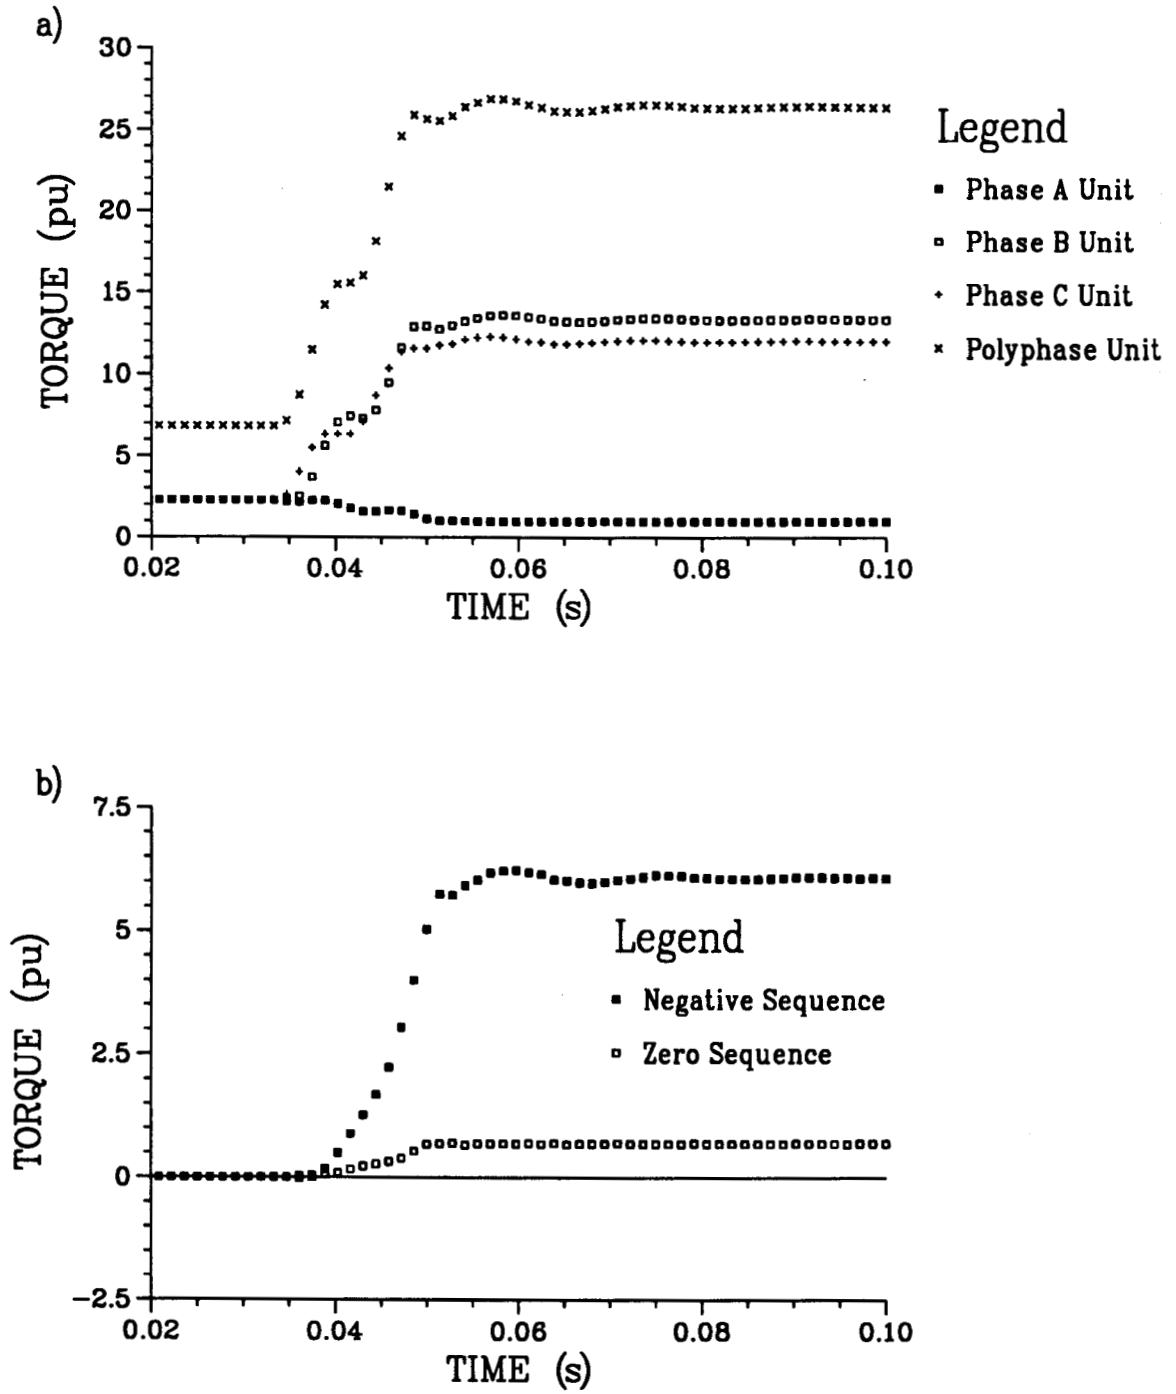 a)
30
25
20
15
10
5
0
TORQUE (pu)
0.02 0.04 0.06 0.08 0.10
TIME (s)
Legend
Phase A Unit
Phase B Unit
Phase C Unit
Polyphase Unit
b)
7.5
5
2.5
0
−2.5
TORQUE (pu)
Legend
Negative Sequence
Zero Sequence
0.02 0.04 0.06 0.08 0.10
TIME (s)